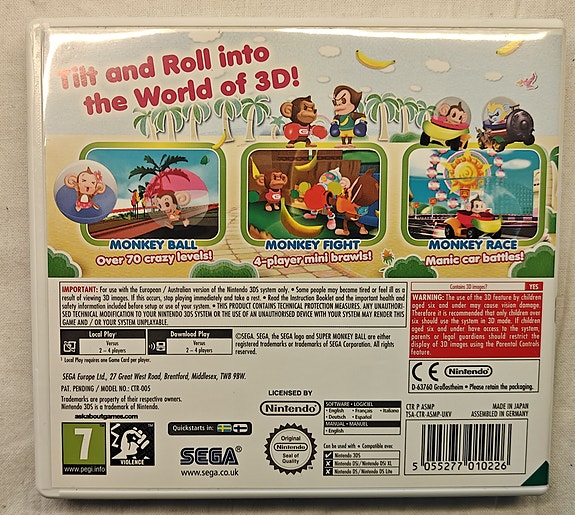 Tilt and Roll into
the World of 3D!
MONKEY BALL
Over 70 crazy levels!
MONKEY FIGHT
4-player mini brawls!
MONKEY RACE
Manic car battles!
IMPORTANT: For use with the European / Australian version of the Nintendo 3DS system only. • Some people may become tired or feel ill as a
result of viewing 3D images. If this occurs, stop playing immediately and take a rest. • Read the Instruction Booklet and the important health and
safety information included before setup or use of your system. • THIS PRODUCT CONTAINS TECHNICAL PROTECTION MEASURES. ANY UNAUTHORI-
SED TECHNICAL MODIFICATION TO YOUR NINTENDO 3DS SYSTEM OR THE USE OF AN UNAUTHORISED DEVICE WITH YOUR SYSTEM MAY RENDER THIS
GAME AND / OR YOUR SYSTEM UNPLAYABLE.
Contains 3D images? YES
WARNING: The use of the 3D feature by children
aged six and under may cause vision damage.
Therefore it is recommended that only children over
six should use the system in 3D mode. If children
aged six and under have access to the system,
parents or legal guardians should restrict the
display of 3D images using the Parental Controls
feature.
Local Play
Versus
2 – 4 players
Download Play
Versus
2 – 4 players
Local Play requires one Game Card per player.
©SEGA. SEGA, the SEGA logo and SUPER MONKEY BALL are either
registered trademarks or trademarks of SEGA Corporation. All rights
reserved.
SEGA Europe Ltd., 27 Great West Road, Brentford, Middlesex, TW8 9BW.
PAT. PENDING / MODEL NO.: CTR-005
Trademarks are property of their respective owners.
Nintendo 3DS is a trademark of Nintendo.
askaboutgames.com
7
www.pegi.info
VIOLENCE
Quickstarts in:
SEGA
www.sega.co.uk
LICENSED BY
Nintendo
Original
Nintendo
Seal of
Quality
SOFTWARE • LOGICIEL
• English • Français • Italiano
• Deutsch • Español
MANUAL • MANUEL
• English
Can be used with • Compatible avec:
Nintendo 3DS
Nintendo DSi/Nintendo DSi XL
Nintendo DS/Nintendo DS Lite
CE Nintendo
D-63760 Großostheim • Please retain the packaging.
CTR P ASMP
TSA-CTR-ASMP-UKV
MADE IN JAPAN
ASSEMBLED IN GERMANY
5 055277 010226 >